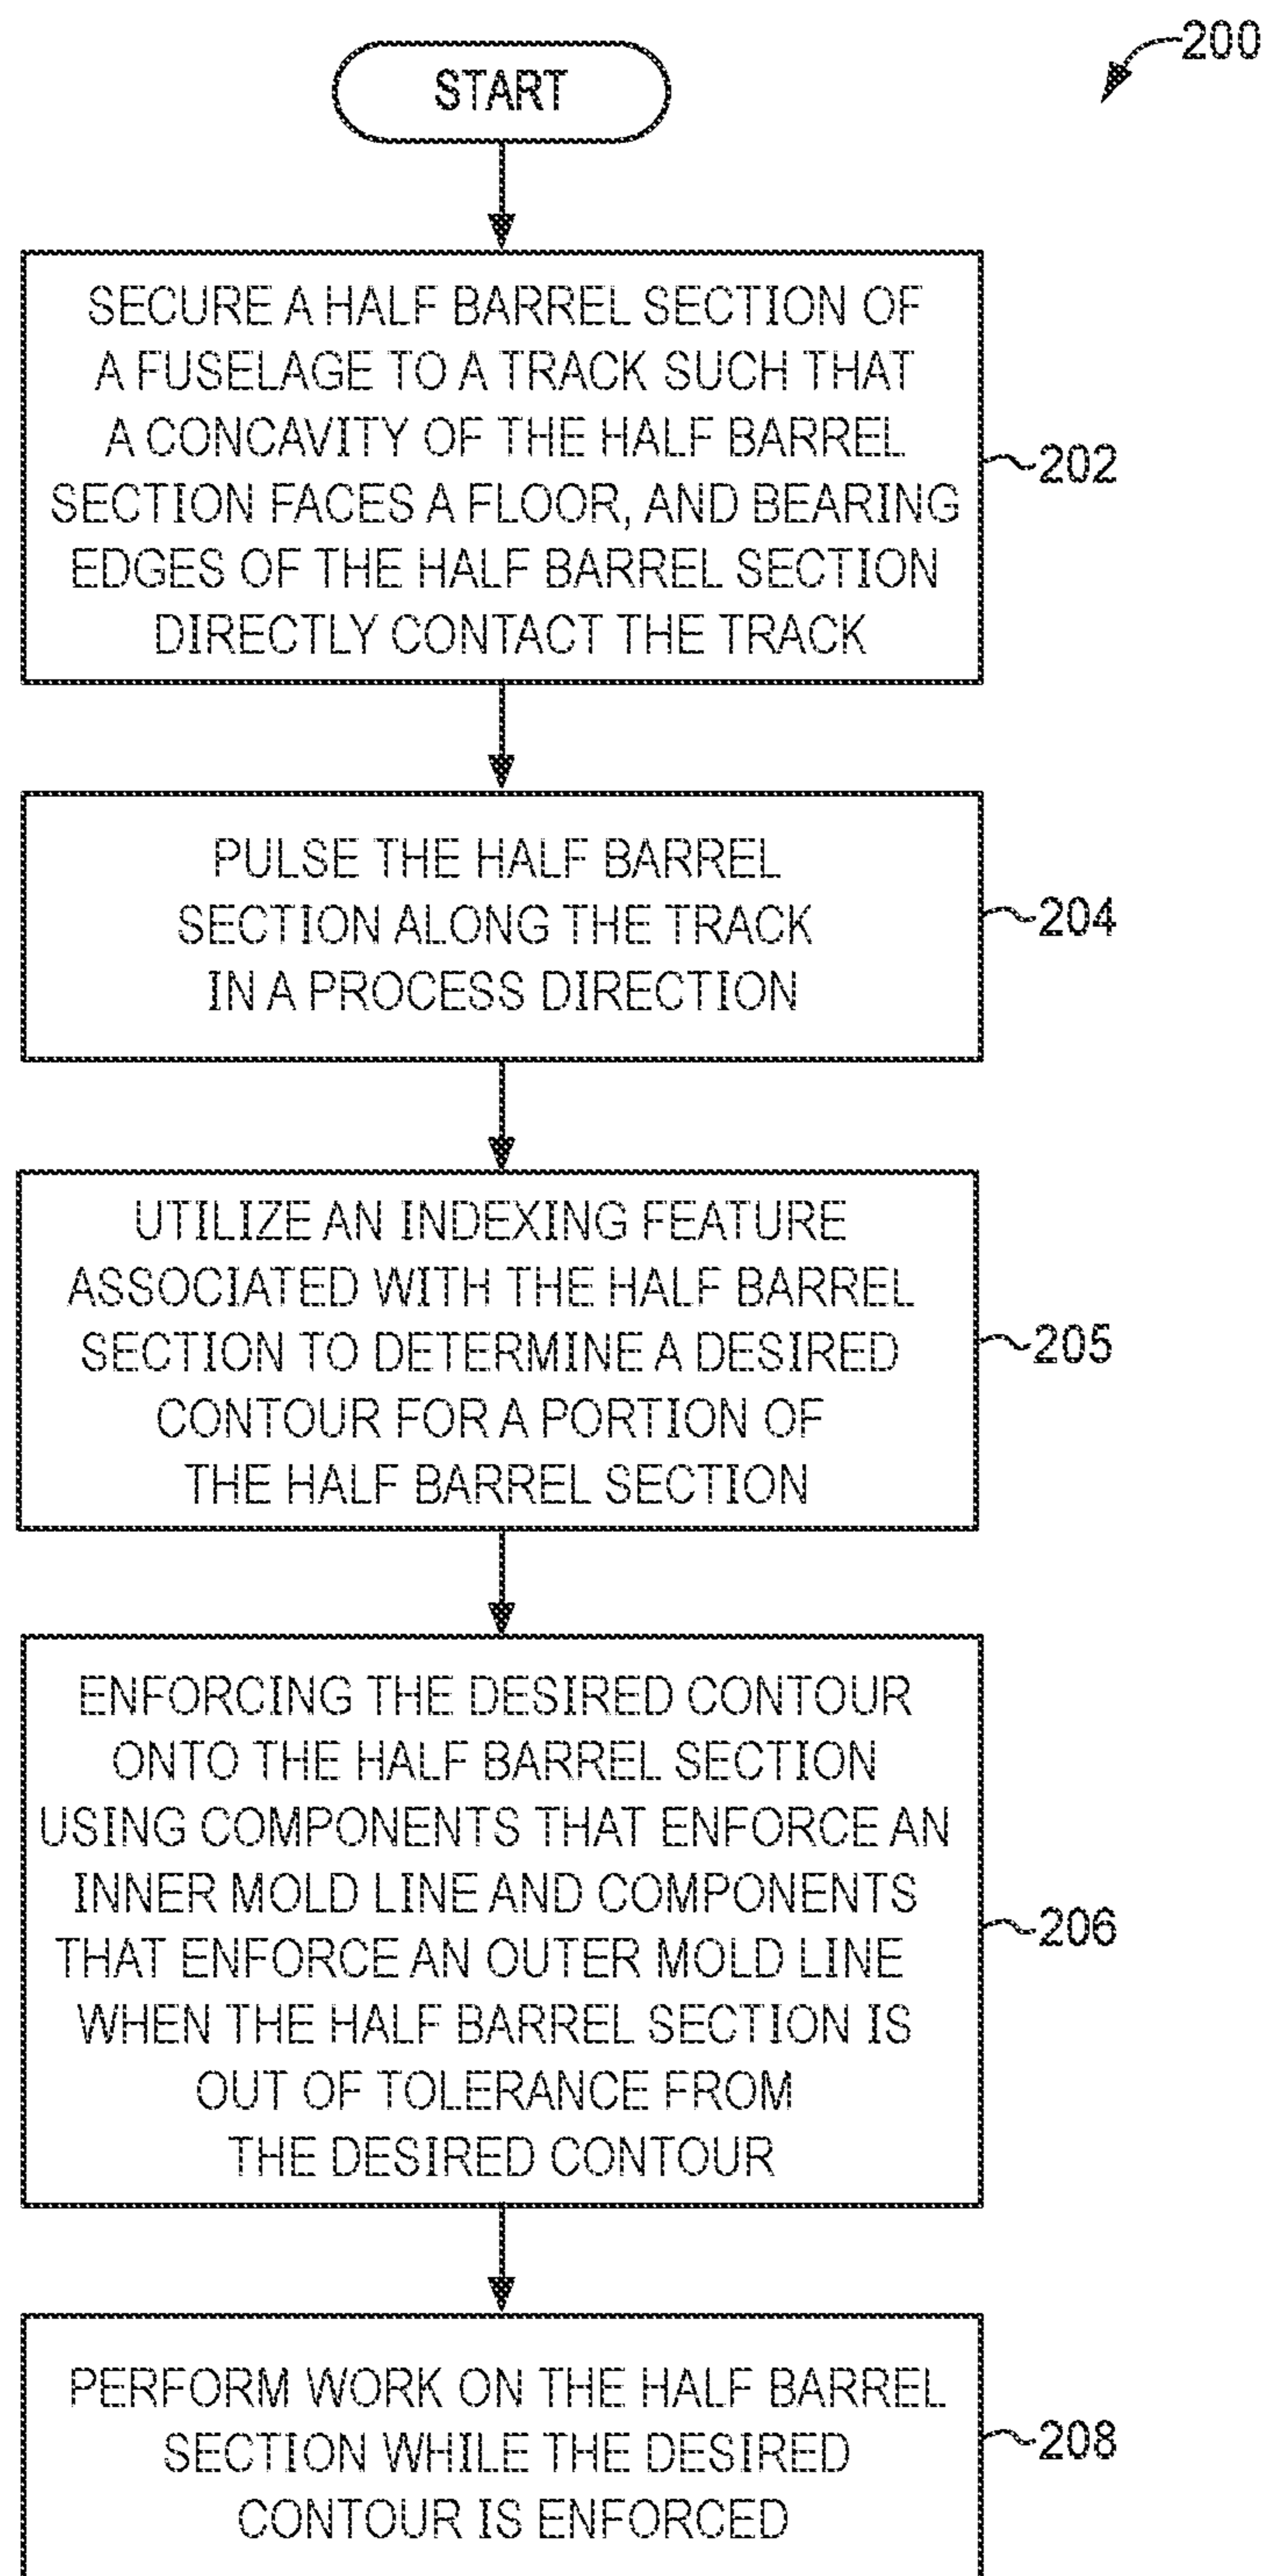 200
START
SECURE A HALF BARREL SECTION OF
A FUSELAGE TO A TRACK SUCH THAT
A CONCAVITY OF THE HALF BARREL
SECTION FACES A FLOOR, AND BEARING
EDGES OF THE HALF BARREL SECTION
DIRECTLY CONTACT THE TRACK
202
PULSE THE HALF BARREL
SECTION ALONG THE TRACK
IN A PROCESS DIRECTION
204
UTILIZE AN INDEXING FEATURE
ASSOCIATED WITH THE HALF BARREL
SECTION TO DETERMINE A DESIRED
CONTOUR FOR A PORTION OF
THE HALF BARREL SECTION
205
ENFORCING THE DESIRED CONTOUR
ONTO THE HALF BARREL SECTION
USING COMPONENTS THAT ENFORCE AN
INNER MOLD LINE AND COMPONENTS
THAT ENFORCE AN OUTER MOLD LINE
WHEN THE HALF BARREL SECTION IS
OUT OF TOLERANCE FROM
THE DESIRED CONTOUR
206
PERFORM WORK ON THE HALF BARREL
SECTION WHILE THE DESIRED
CONTOUR IS ENFORCED
208